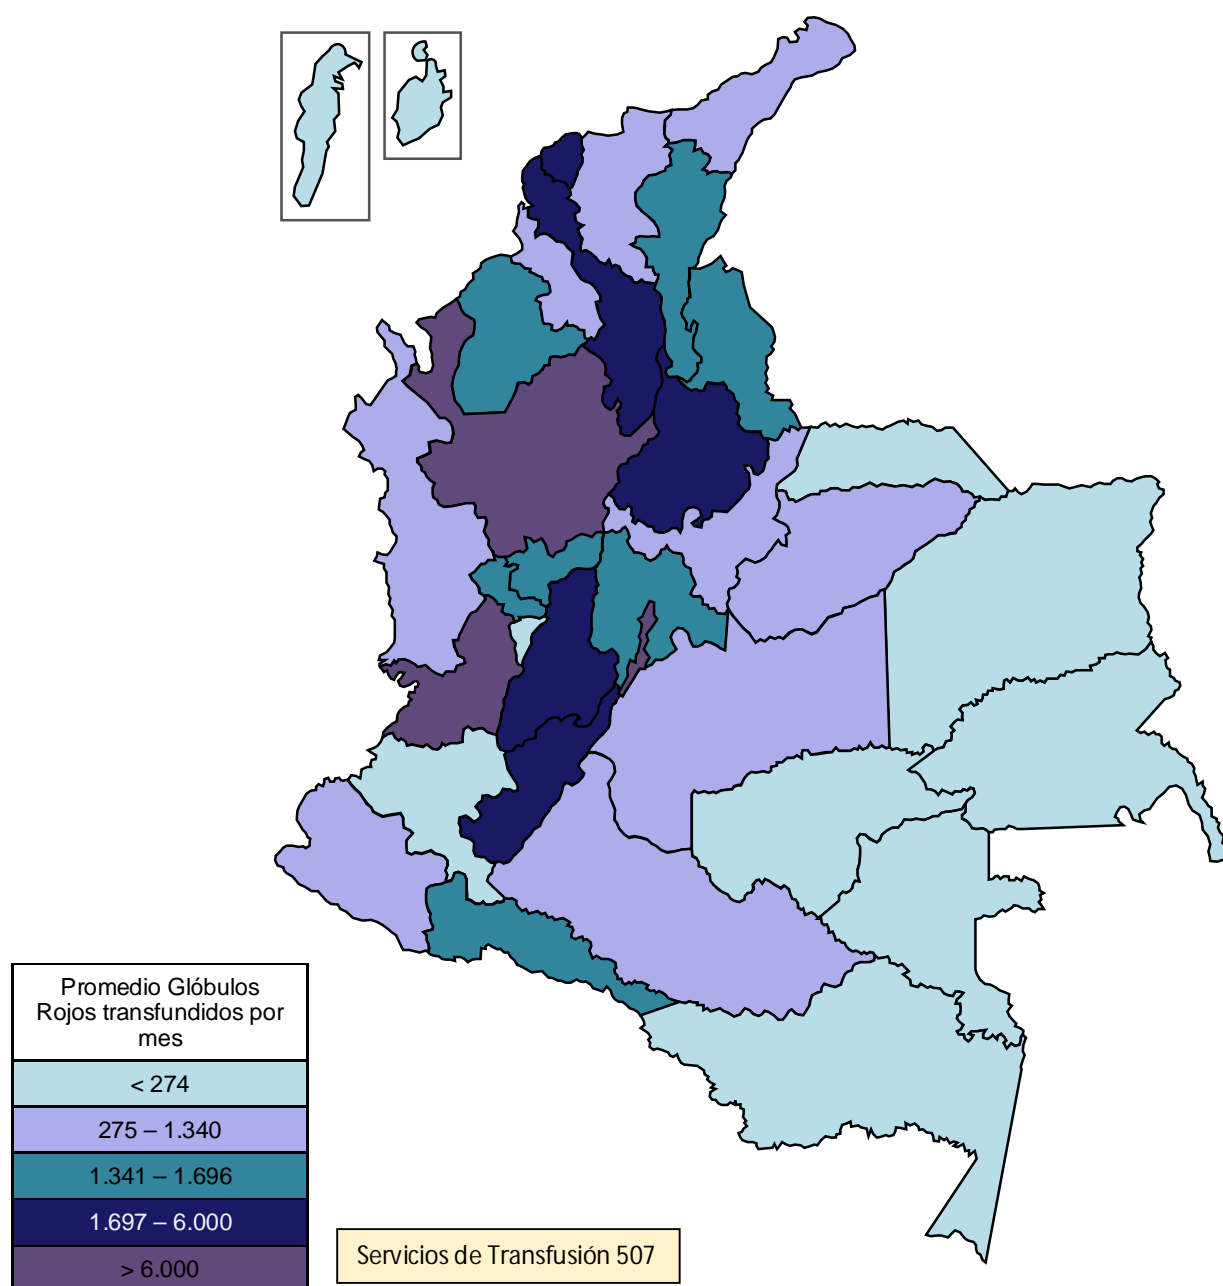 Promedio Glóbulos
Rojos transfundidos por
mes
< 274
275 – 1.340
1.341 – 1.696
1.697 – 6.000
> 6.000
Servicios de Transfusión 507